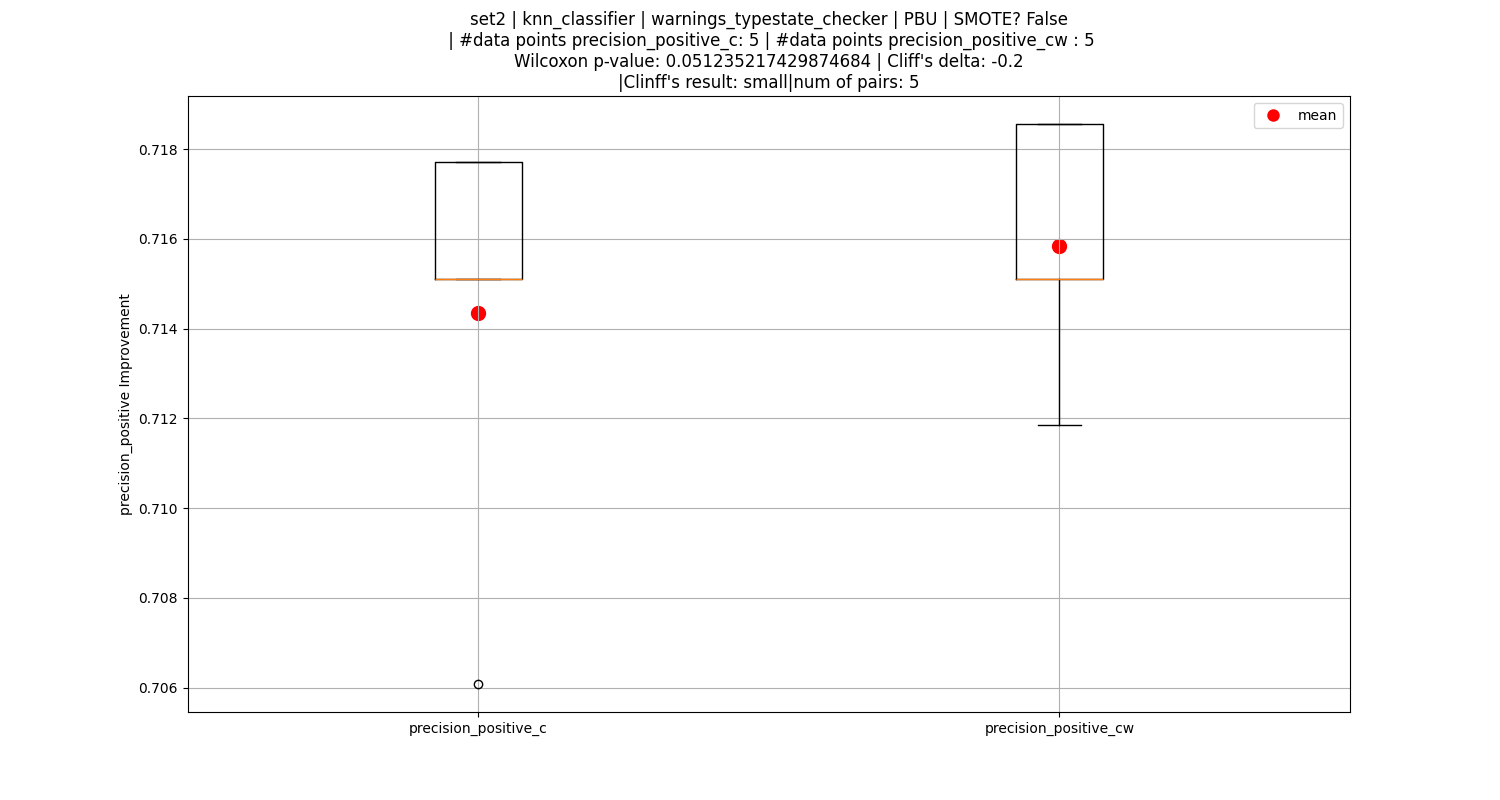 set2 | knn_classifier | warnings_typestate_checker | PBU | SMOTE? False
| #data points precision_positive_c: 5 | #data points precision_positive_cw : 5
Wilcoxon p-value: 0.051235217429874684 | Cliff's delta: -0.2
|Clinff's result: small|num of pairs: 5
mean
0.718
0.716
0.714
0.712
0.710
0.708
0.706
precision_positive Improvement
precision_positive_c
precision_positive_cw